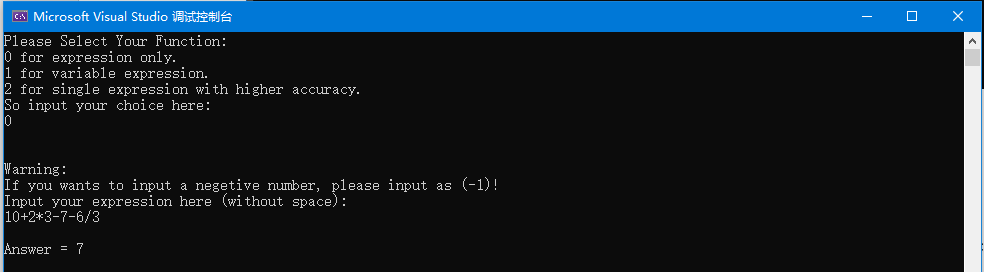 Microsoft Visual Studio 调试控制台
Please Select Your Function:
0 for expression only.
1 for variable expression.
2 for single expression with higher accuracy.
So input your choice here:
0
Warning:
If you wants to input a negetive number, please input as (-1)!
Input your expression here (without space):
10+2*3-7-6/3
Answer = 7